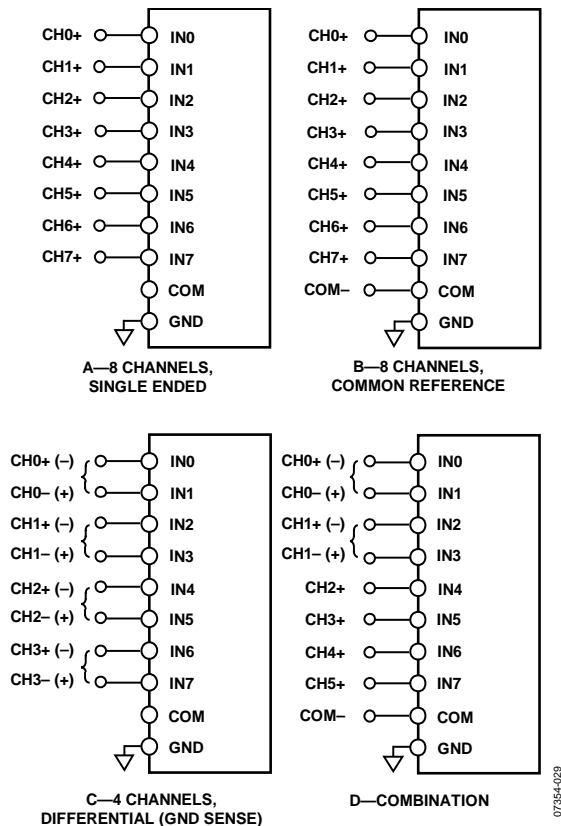 CH0+ IN0
CH1+ IN1
CH2+ IN2
CH3+ IN3
CH4+ IN4
CH5+ IN5
CH6+ IN6
CH7+ IN7
COM
GND
A—8 CHANNELS,
SINGLE ENDED
CH0+ IN0
CH1+ IN1
CH2+ IN2
CH3+ IN3
CH4+ IN4
CH5+ IN5
CH6+ IN6
CH7+ IN7
COM– COM
GND
B—8 CHANNELS,
COMMON REFERENCE
CH0+ (–) IN0
CH0– (+) IN1
CH1+ (–) IN2
CH1– (+) IN3
CH2+ (–) IN4
CH2– (+) IN5
CH3+ (–) IN6
CH3– (+) IN7
COM
GND
C—4 CHANNELS,
DIFFERENTIAL (GND SENSE)
CH0+ (–) IN0
CH0– (+) IN1
CH1+ (–) IN2
CH1– (+) IN3
CH2+ IN4
CH3+ IN5
CH4+ IN6
CH5+ IN7
COM– COM
GND
D—COMBINATION
07354-029